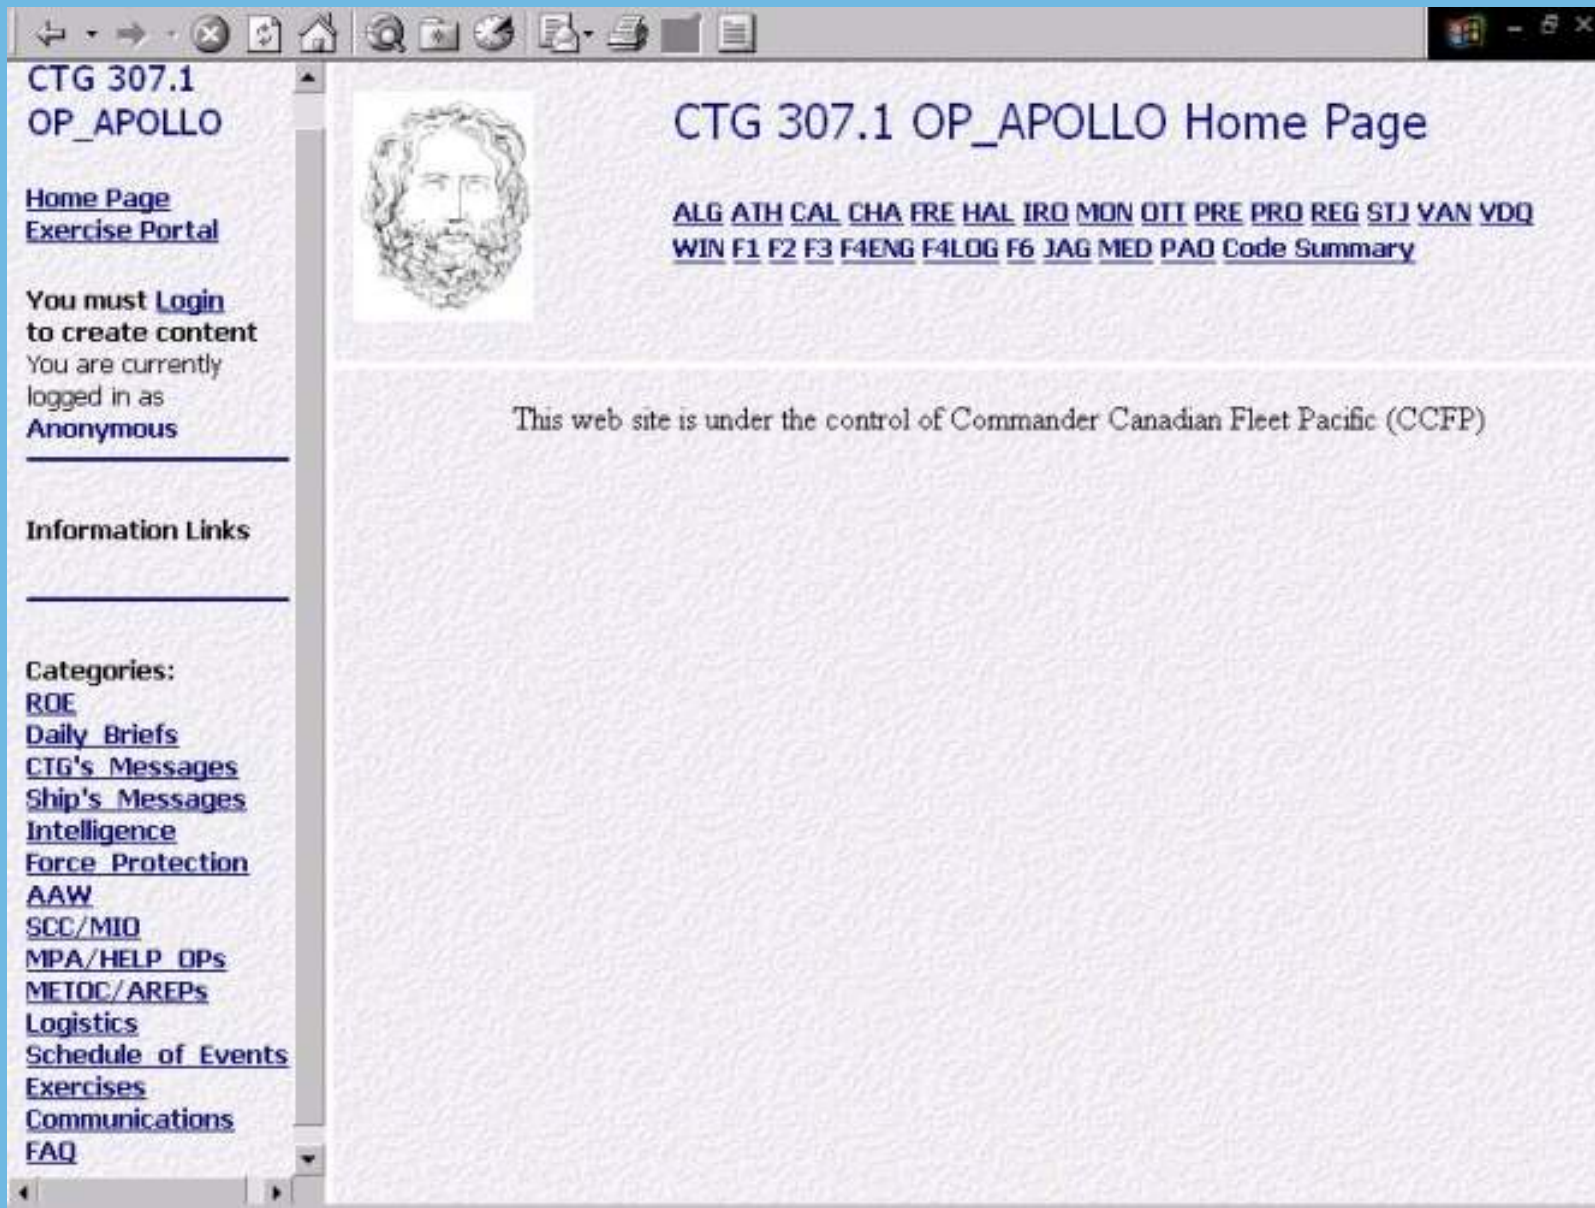 CTG 307.1
OP_APOLLO
Home Page
Exercise Portal
You must Login
to create content
You are currently
logged in as
Anonymous
Information Links
Categories:
ROE
Daily Briefs
CTG's Messages
Ship's Messages
Intelligence
Force Protection
AAW
SCC/MIO
MPA/HELP OPs
METOC/AREPs
Logistics
Schedule of Events
Exercises
Communications
FAQ
CTG 307.1 OP_APOLLO Home Page
ALG ATH CAL CHA FRE HAL IRO MON OTT PRE PRO REG STJ VAN VDQ
WIN F1 F2 F3 F4ENG F4LOG F6 JAG MED PAO Code Summary
This web site is under the control of Commander Canadian Fleet Pacific (CCFP)